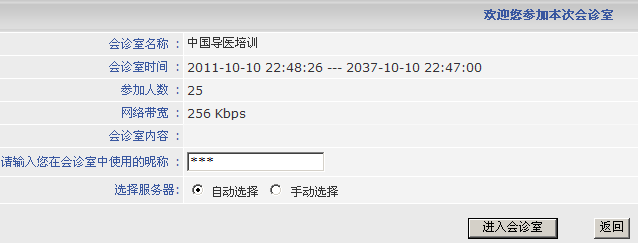 欢迎您参加本次会诊室
会诊室名称 : 中国导医培训
会诊室时间 : 2011-10-10 22:48:26 --- 2037-10-10 22:47:00
参加人数 : 25
网络带宽 : 256 Kbps
会诊室内容 :
请输入您在会诊室中使用的昵称 : ***
选择服务器: 自动选择 手动选择
进入会诊室 返回